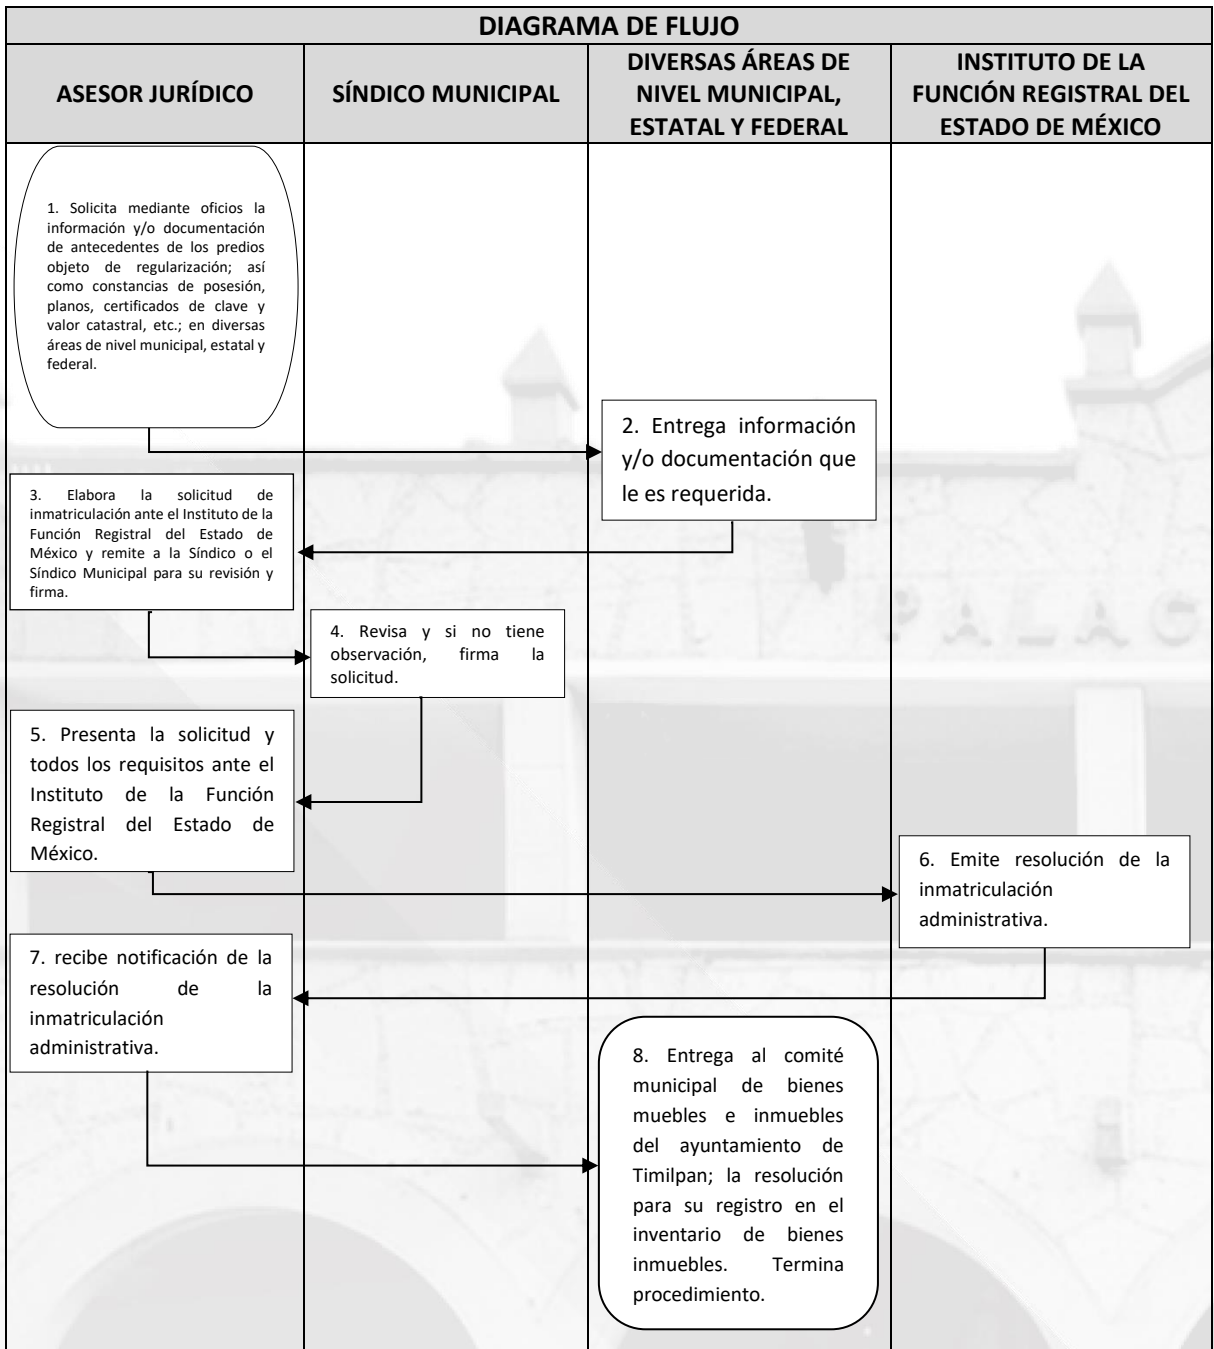 DIAGRAMA DE FLUJO
ASESOR JURÍDICO
SÍNDICO MUNICIPAL
DIVERSAS ÁREAS DE
NIVEL MUNICIPAL,
ESTATAL Y FEDERAL
INSTITUTO DE LA
FUNCIÓN REGISTRAL DEL
ESTADO DE MÉXICO
1. Solicita mediante oficios la
información y/o documentación
de antecedentes de los predios
objeto de regularización; así
como constancias de posesión,
planos, certificados de clave y
valor catastral, etc.; en diversas
áreas de nivel municipal, estatal y
federal.
2. Entrega información
y/o documentación que
le es requerida.
3. Elabora la solicitud de
inmatriculación ante el Instituto de la
Función Registral del Estado de
México y remite a la Síndico o el
Síndico Municipal para su revisión y
firma.
4. Revisa y si no tiene
observación, firma la
solicitud.
5. Presenta la solicitud y
todos los requisitos ante el
Instituto de la Función
Registral del Estado de
México.
6. Emite resolución de la
inmatriculación
administrativa.
7. recibe notificación de la
resolución de la
inmatriculación
administrativa.
8. Entrega al comité
municipal de bienes
muebles e inmuebles
del ayuntamiento de
Timilpan; la resolución
para su registro en el
inventario de bienes
inmuebles. Termina
procedimiento.
PALAC